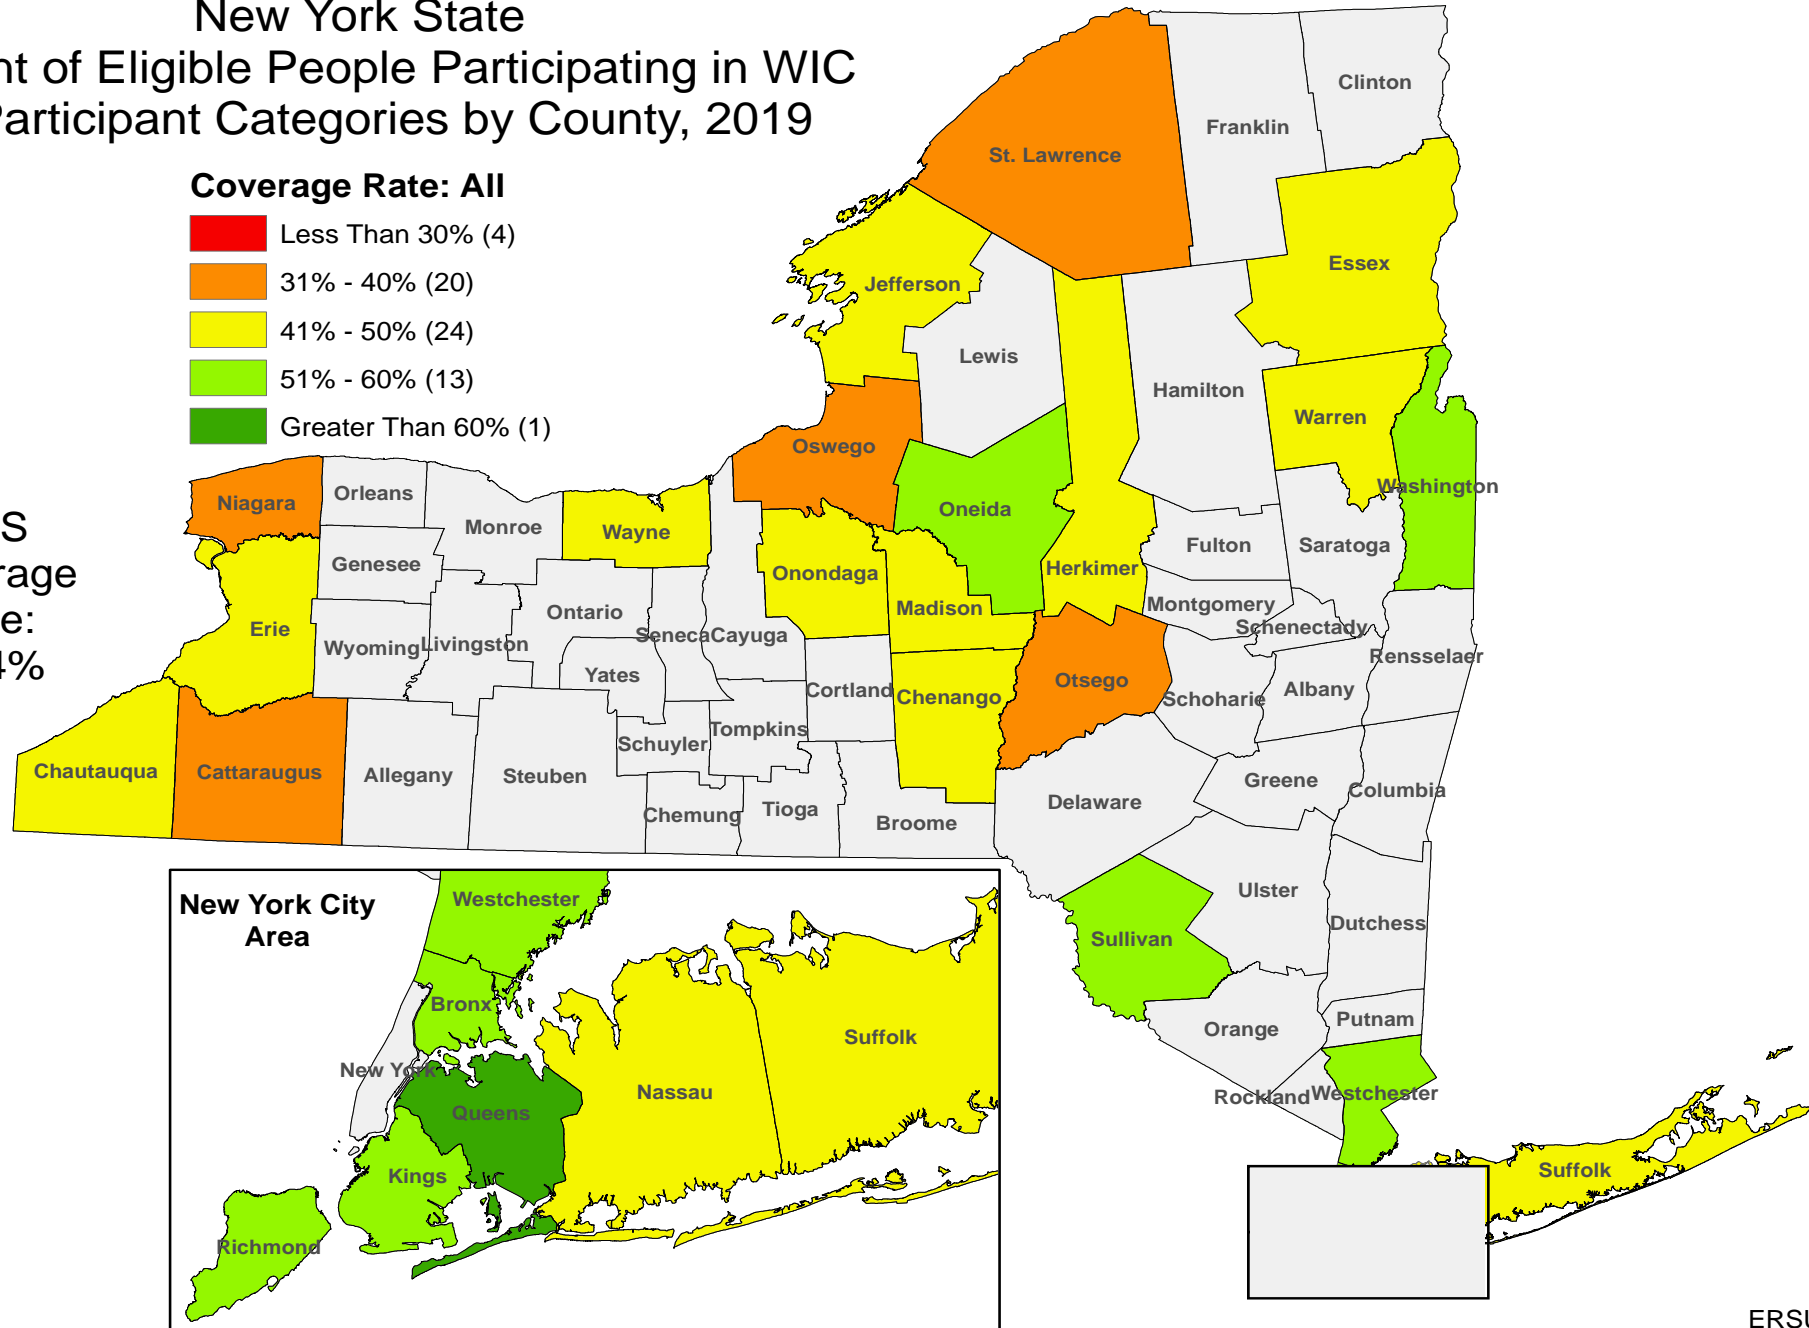 New York State
nt of Eligible People Participating in WIC
Participant Categories by County, 2019
Coverage Rate: All
Less Than 30% (4)
31% - 40% (20)
41% - 50% (24)
51% - 60% (13)
Greater Than 60% (1)
S
rage
e:
4%
Clinton
Franklin
St. Lawrence
Essex
Jefferson
Lewis
Hamilton
Warren
Oswego
Washington
Niagara
Orleans
Monroe
Wayne
Oneida
Genesee
Onondaga
Herkimer
Fulton
Saratoga
Madison
Montgomery
Erie
Wyoming
Livingston
Ontario
Seneca
Cayuga
Schenectady
Rensselaer
Yates
Cortland
Chenango
Otsego
Schoharie
Albany
Tompkins
Schuyler
Chautauqua
Cattaraugus
Allegany
Steuben
Chemung
Tioga
Broome
Delaware
Greene
Columbia
Ulster
Dutchess
Sullivan
Orange
Putnam
Rockland
Westchester
Suffolk
New York City
Area
Westchester
Bronx
New York
Queens
Kings
Richmond
Nassau
Suffolk
ERSU